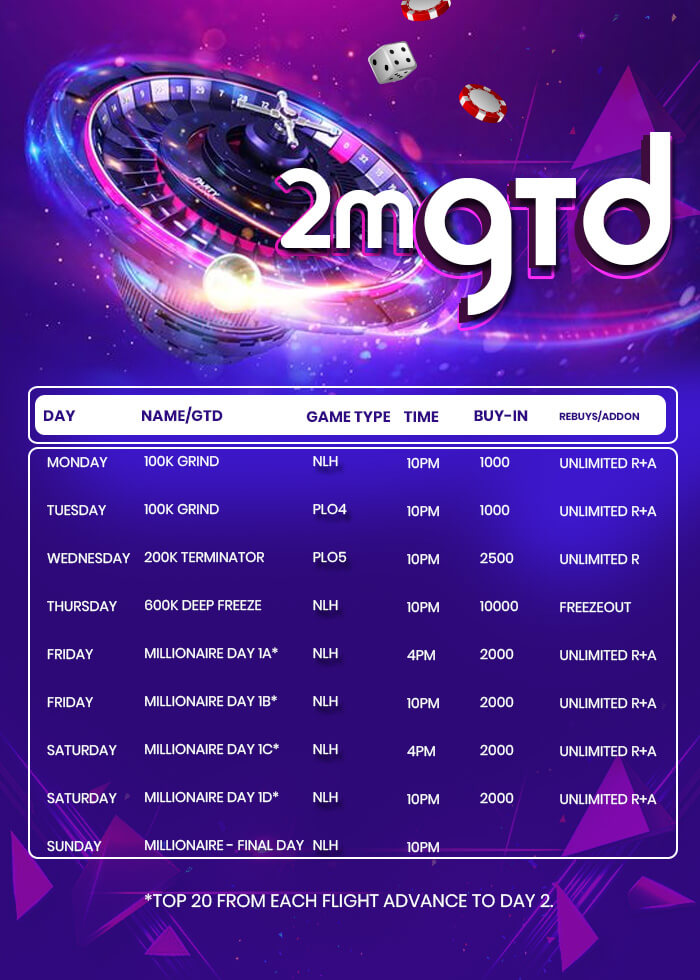 2mgtd
DAY NAME/GTD GAME TYPE TIME BUY-IN REBUYS/ADDON
MONDAY 100K GRIND NLH 10PM 1000 UNLIMITED R+A
TUESDAY 100K GRIND PLO4 10PM 1000 UNLIMITED R+A
WEDNESDAY 200K TERMINATOR PLO5 10PM 2500 UNLIMITED R
THURSDAY 600K DEEP FREEZE NLH 10PM 10000 FREEZEOUT
FRIDAY MILLIONAIRE DAY 1A* NLH 4PM 2000 UNLIMITED R+A
FRIDAY MILLIONAIRE DAY 1B* NLH 10PM 2000 UNLIMITED R+A
SATURDAY MILLIONAIRE DAY 1C* NLH 4PM 2000 UNLIMITED R+A
SATURDAY MILLIONAIRE DAY 1D* NLH 10PM 2000 UNLIMITED R+A
SUNDAY MILLIONAIRE - FINAL DAY NLH 10PM
*TOP 20 FROM EACH FLIGHT ADVANCE TO DAY 2.